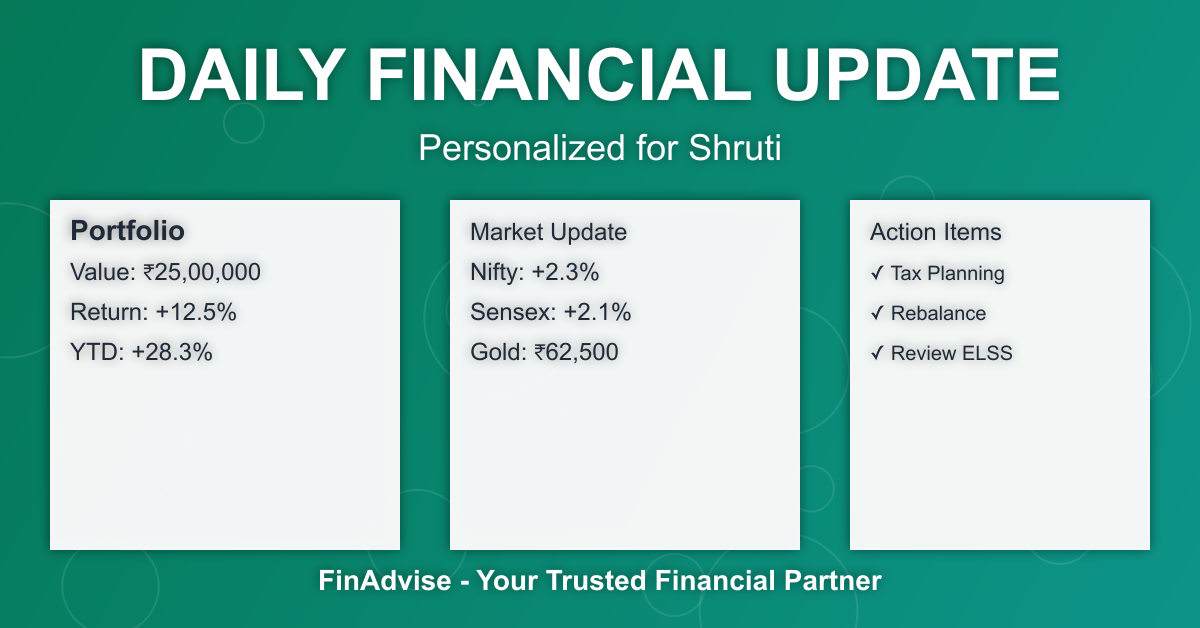 DAILY FINANCIAL UPDATE
Personalized for Shruti
Portfolio
Value: ₹25,00,000
Return: +12.5%
YTD: +28.3%
Market Update
Nifty: +2.3%
Sensex: +2.1%
Gold: ₹62,500
Action Items
✓ Tax Planning
✓ Rebalance
✓ Review ELSS
FinAdvise - Your Trusted Financial Partner